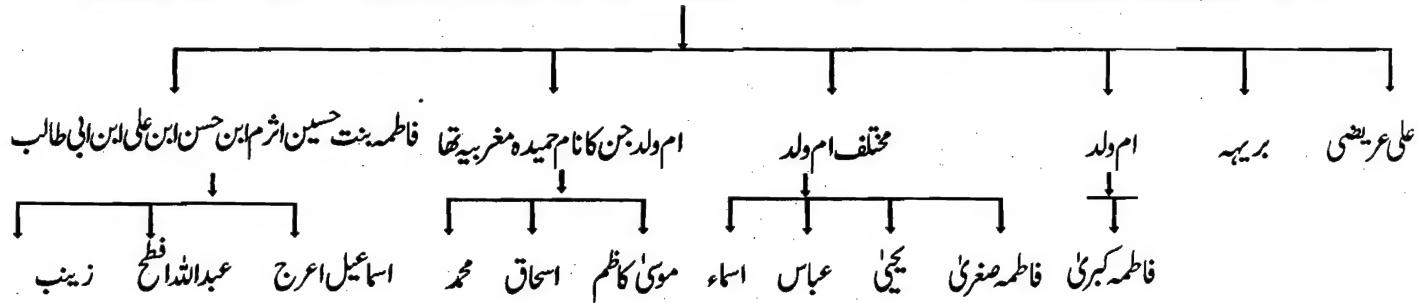 علی عریضی بریہہ ام ولد مختلف ام ولد ام ولد جن کا نام حمیدہ مغربیہ تھا فاطمہ بنت حسین اثرم ابن حسن ابن علی ابن ابی طالب
فاطمہ کبریٰ فاطمہ صغریٰ یحییٰ عباس اسماء موسیٰ کاظم اسحاق محمد اسماعیل اعرج عبداللہ افطح زینب